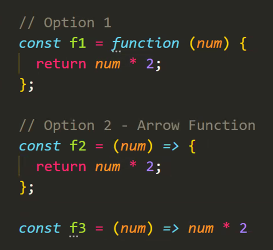 // Option 1
const f1 = function (num) {
  return num * 2;
};

// Option 2 - Arrow Function
const f2 = (num) => {
  return num * 2;
};

const f3 = (num) => num * 2